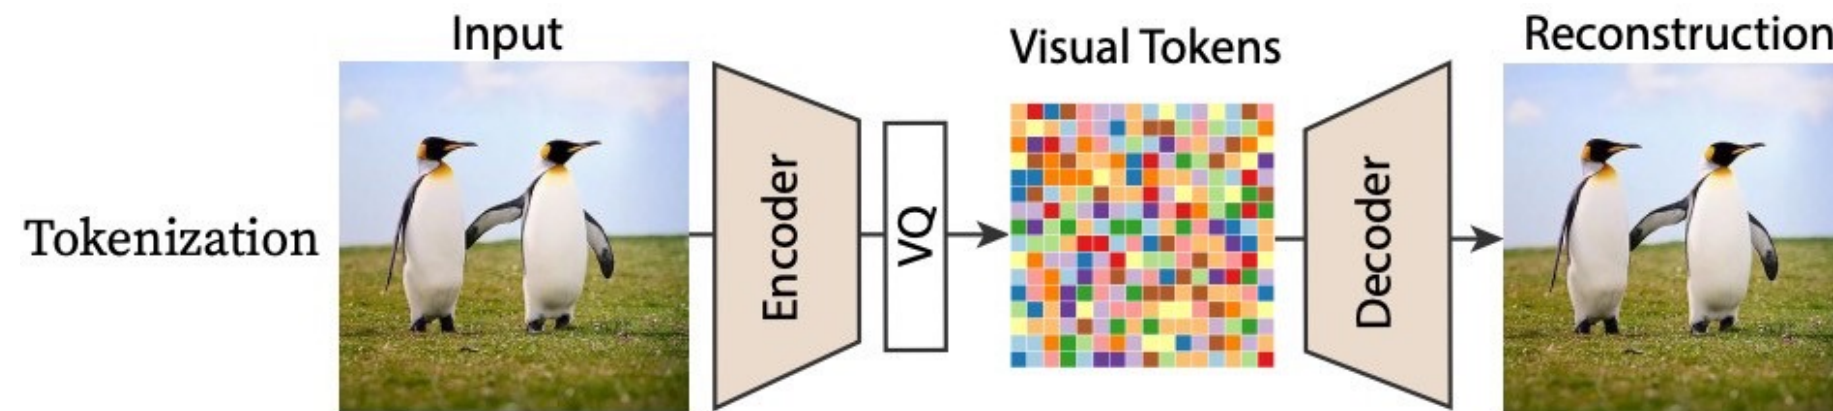 Input
Visual Tokens
Reconstruction
Tokenization
Encoder
VQ
Decoder